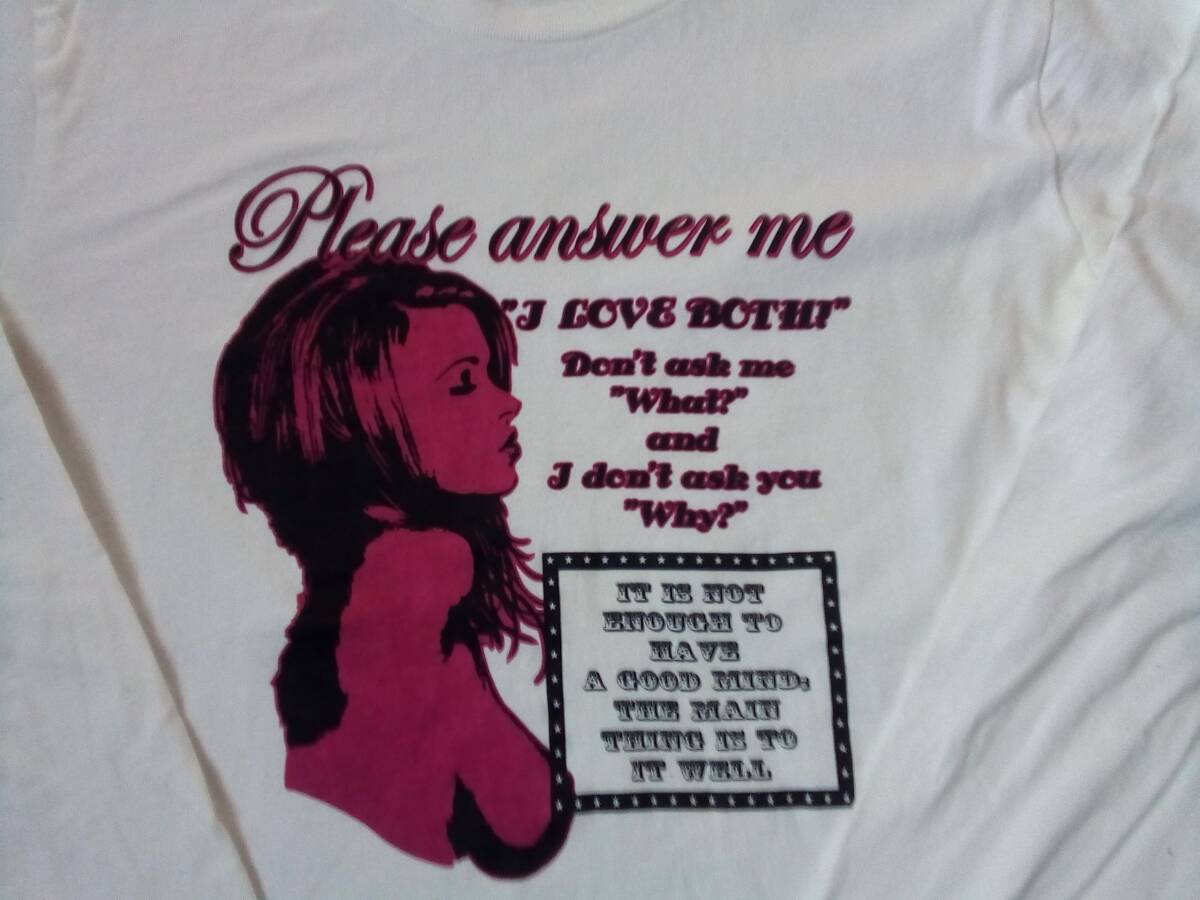 Please answer me
"I LOVE BOTH!"
Don't ask me
"What?"
and
I don't ask you
"Why?"
IT IS NOT
ENOUGH TO
HAVE
A GOOD MIND:
THE MAIN
THING IS TO
IT WELL